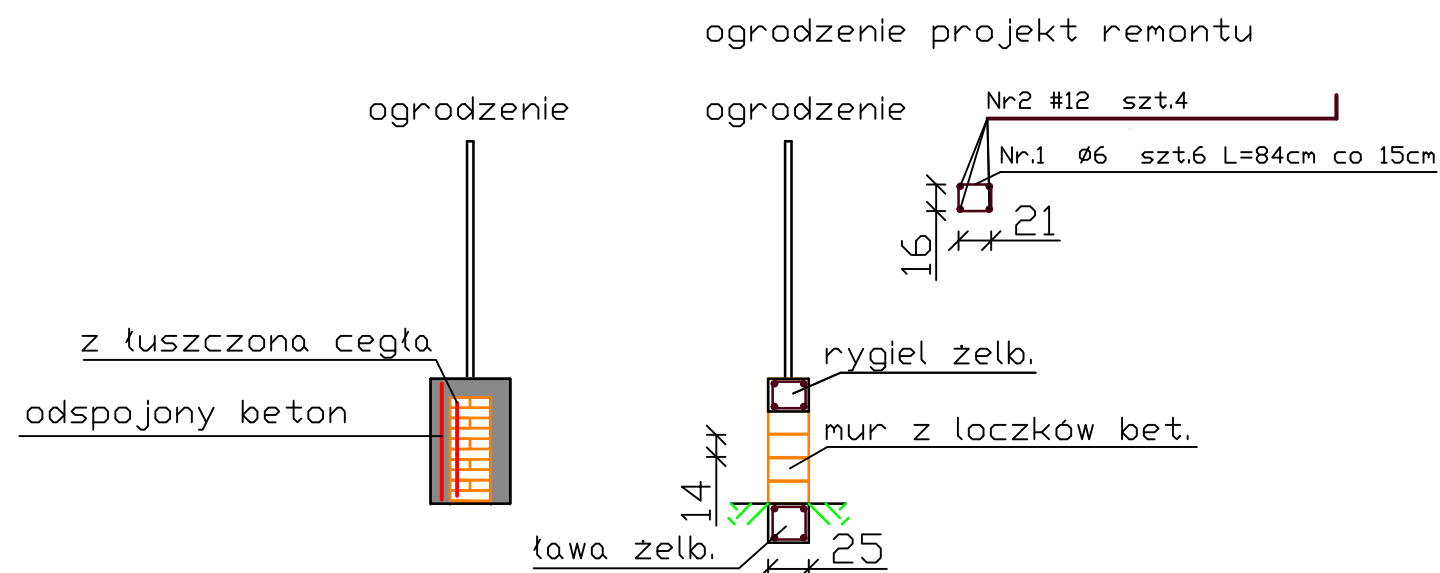 ogrodzenie projekt remontu
ogrodzenie
ogrodzenie
Nr2 #12 szt.4
Nr.1 ø6 szt.6 L=84cm co 15cm
21
16
z łuszczona cegła
odspojony beton
rygiel żelb.
mur z loczków bet.
14
ława żelb.
25